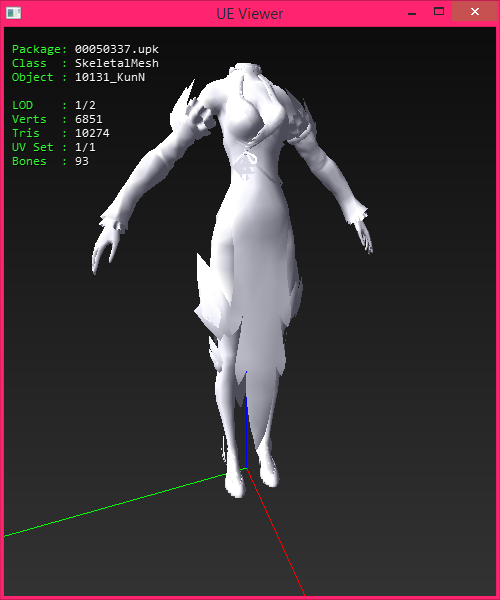 UE Viewer
Package: 00050337.upk
Class : SkeletalMesh
Object : 10131_KunN
LOD : 1/2
Verts : 6851
Tris : 10274
UV Set : 1/1
Bones : 93